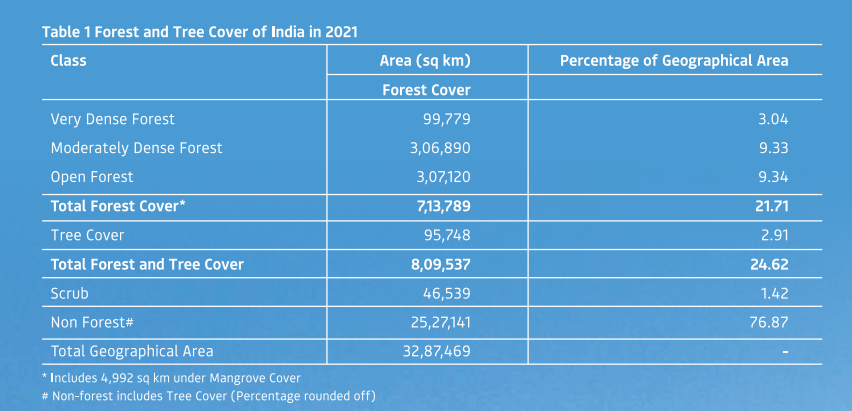 Table 1 Forest and Tree Cover of India in 2021
Class Area (sq km) Percentage of Geographical Area
Forest Cover
Very Dense Forest 99,779 3.04
Moderately Dense Forest 3,06,890 9.33
Open Forest 3,07,120 9.34
Total Forest Cover* 7,13,789 21.71
Tree Cover 95,748 2.91
Total Forest and Tree Cover 8,09,537 24.62
Scrub 46,539 1.42
Non Forest# 25,27,141 76.87
Total Geographical Area 32,87,469 -
* Includes 4,992 sq km under Mangrove Cover
# Non-forest includes Tree Cover (Percentage rounded off)